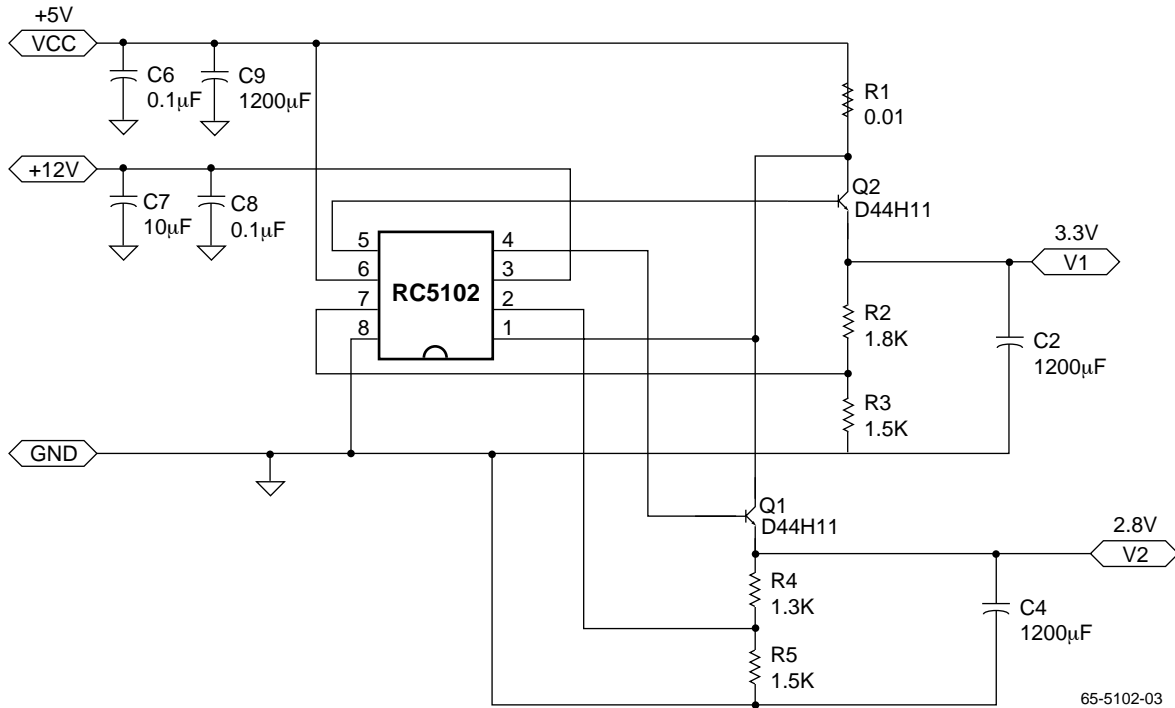 +5V
VCC
C6
0.1µF
C9
1200µF
R1
0.01
+12V
C7
10µF
C8
0.1µF
Q2
D44H11
5
6
7
8
RC5102
4
3
2
1
3.3V
V1
R2
1.8K
C2
1200µF
R3
1.5K
GND
Q1
D44H11
2.8V
V2
R4
1.3K
C4
1200µF
R5
1.5K
65-5102-03